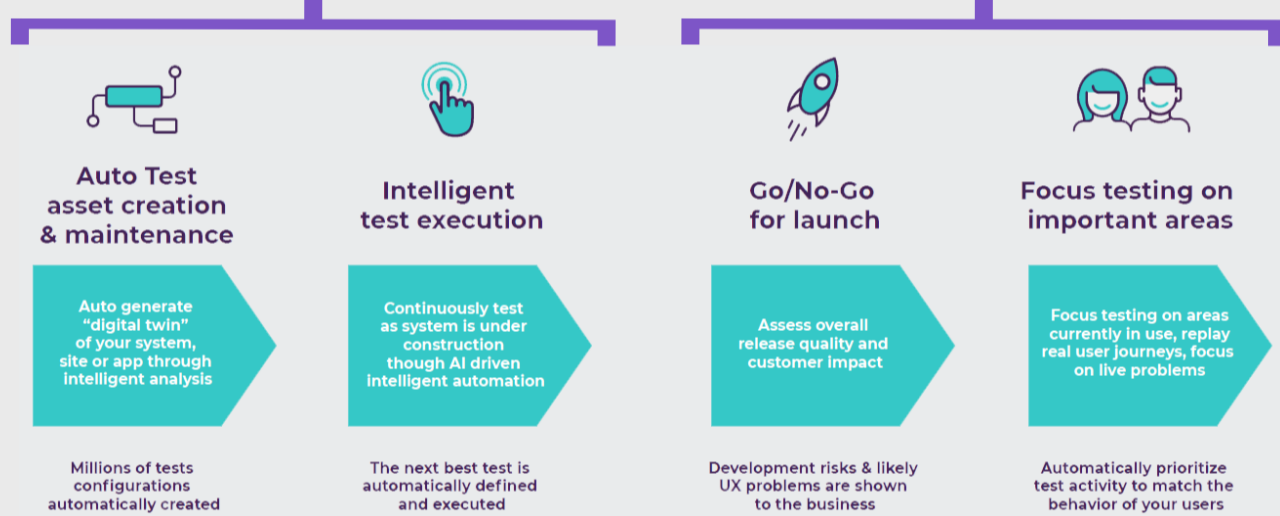 Auto Test
asset creation
& maintenance
Auto generate
“digital twin”
of your system,
site or app through
intelligent analysis
Millions of tests
configurations
automatically created
Intelligent
test execution
Continuously test
as system is under
construction
though AI driven
intelligent automation
The next best test is
automatically defined
and executed
Go/No-Go
for launch
Assess overall
release quality and
customer impact
Development risks & likely
UX problems are shown
to the business
Focus testing on
important areas
Focus testing on areas
currently in use, replay
real user journeys, focus
on live problems
Automatically prioritize
test activity to match the
behavior of your users